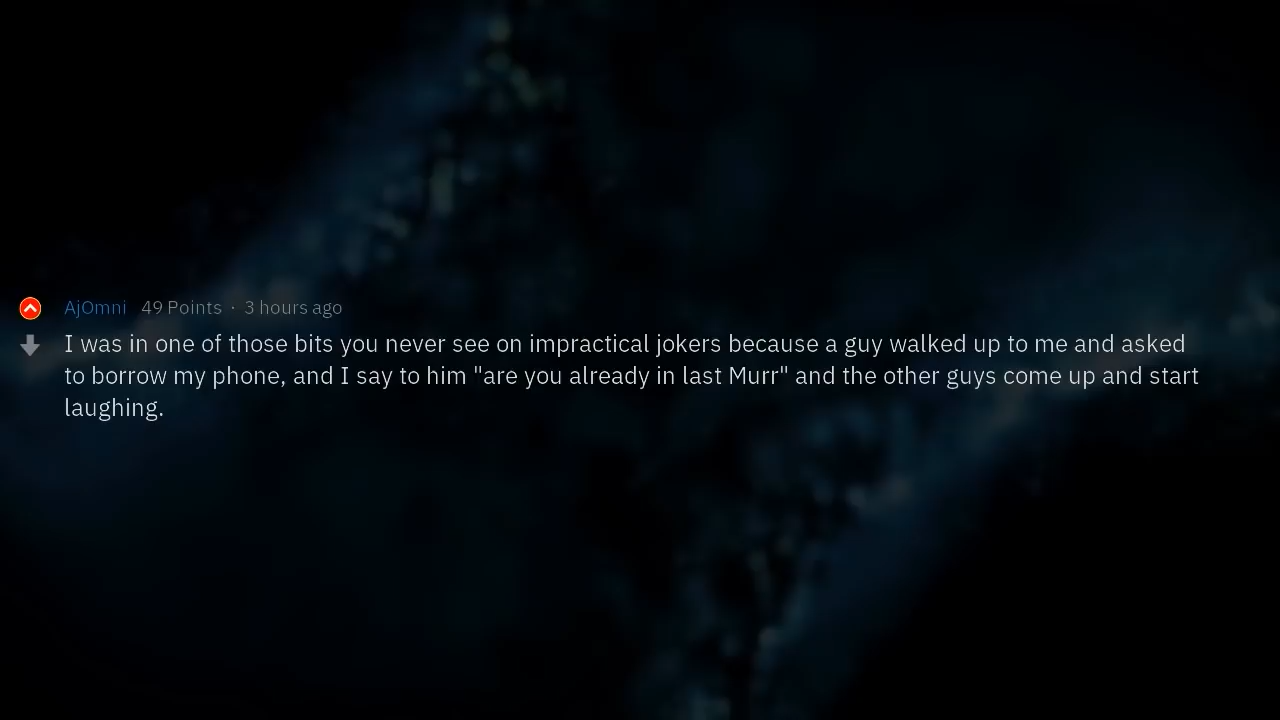 AjOmni 49 Points · 3 hours ago
I was in one of those bits you never see on impractical jokers because a guy walked up to me and asked
to borrow my phone, and I say to him "are you already in last Murr" and the other guys come up and start
laughing.